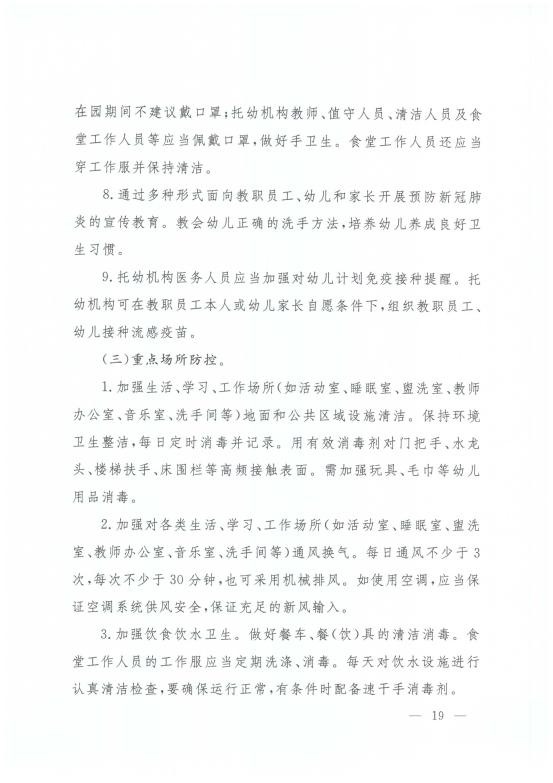 在园期间不建议戴口罩;托幼机构教师、值守人员、清洁人员及食
堂工作人员等应当佩戴口罩,做好手卫生。食堂工作人员还应当
穿工作服并保持清洁。
8.通过多种形式面向教职员工、幼儿和家长开展预防新冠肺
炎的宣传教育。教会幼儿正确的洗手方法,培养幼儿养成良好卫
生习惯。
9.托幼机构医务人员应当加强对幼儿计划免疫接种提醒。托
幼机构可在教职员工本人或幼儿家长自愿条件下,组织教职员工、
幼儿接种流感疫苗。
(三)重点场所防控。
1.加强生活、学习、工作场所(如活动室、睡眠室、盥洗室、教师
办公室、音乐室、洗手间等)地面和公共区域设施清洁。保持环境
卫生整洁,每日定时消毒并记录。用有效消毒剂对门把手、水龙
头、楼梯扶手、床围栏等高频接触表面。需加强玩具、毛巾等幼儿
用品消毒。
2.加强对各类生活、学习、工作场所(如活动室、睡眠室、盥洗
室、教师办公室、音乐室、洗手间等)通风换气。每日通风不少于3
次,每次不少于30分钟,也可采用机械排风。如使用空调,应当保
证空调系统供风安全,保证充足的新风输入。
3.加强饮食饮水卫生。做好餐车、餐(饮)具的清洁消毒。食
堂工作人员的工作服应当定期洗涤、消毒。每天对饮水设施进行
认真清洁检查,要确保运行正常,有条件时配备速干手消毒剂。
— 19 —